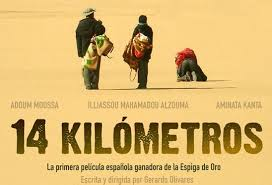 ADOUM MOUSSA ILLIASSOU MAHAMADOU ALZOUMA AMINATA KANTA
14 KILÓMETROS
La primera película española ganadora de la Espiga de Oro
Escrita y dirigida por Gerardo Olivares